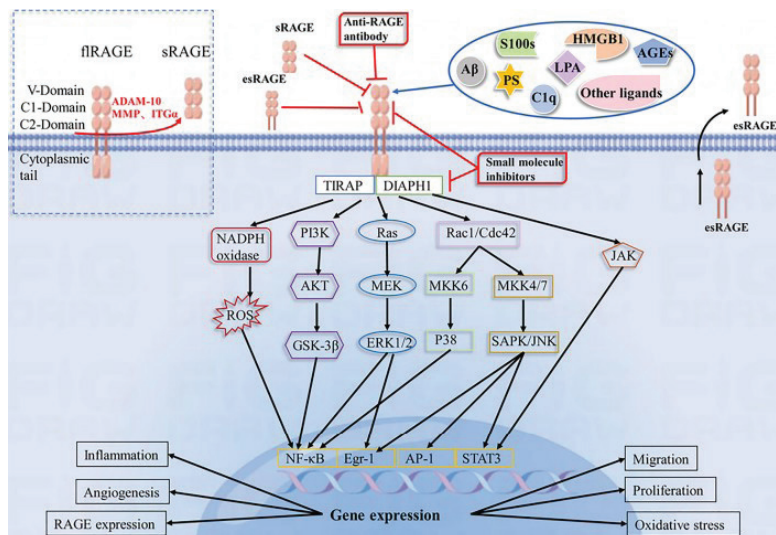 flRAGE
sRAGE
V-Domain
C1-Domain
C2-Domain
ADAM-10
MMP、ITGα
Cytoplasmic
tail
sRAGE
esRAGE
Anti-RAGE
antibody
S100s
HMGB1
AGEs
Aβ
PS
LPA
C1q
Other ligands
esRAGE
esRAGE
Small molecule
inhibitors
TIRAP
DIAPH1
NADPH
oxidase
PI3K
Ras
Rac1/Cdc42
JAK
AKT
MEK
MKK6
MKK4/7
ROS
GSK-3β
ERK1/2
P38
SAPK/JNK
NF-κB
Egr-1
AP-1
STAT3
Inflammation
Angiogenesis
RAGE expression
Gene expression
Migration
Proliferation
Oxidative stress